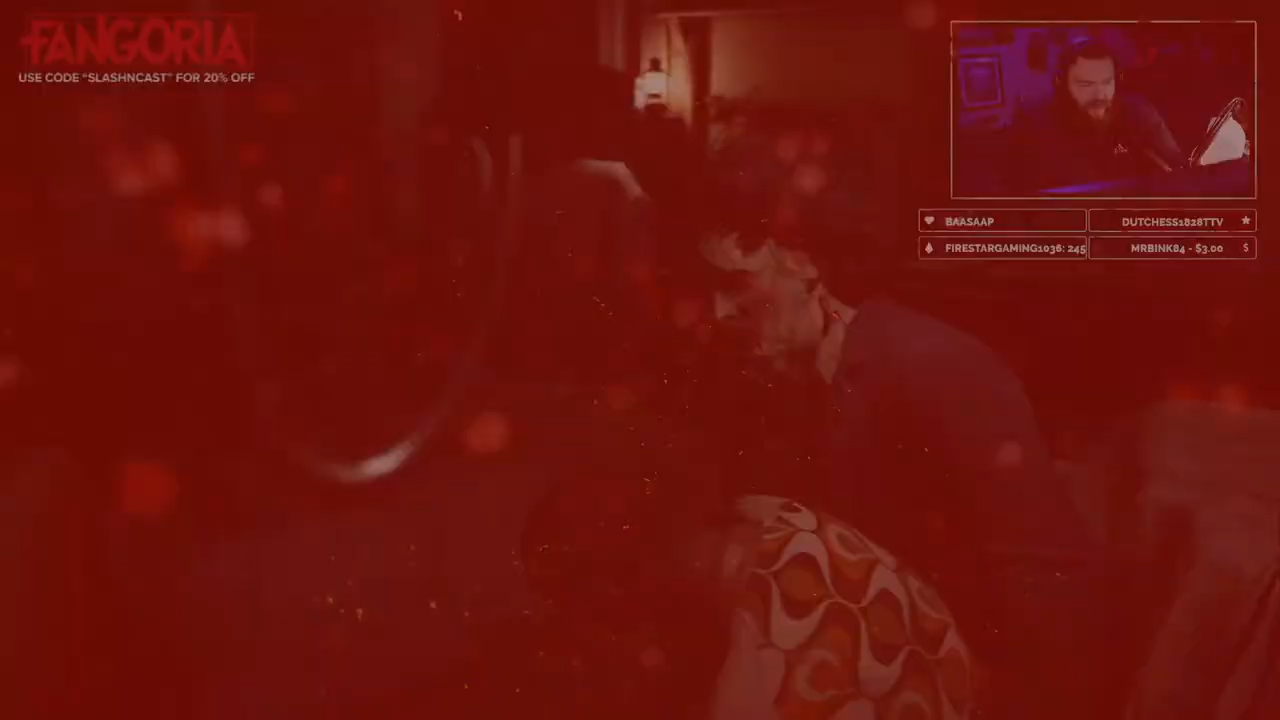 FANGORIA
USE CODE "SLASHNCAST" FOR 20% OFF
BAASAAP
DUTCHESS1828TTV
FIRESTARGAMING1036: 245
MRBINK84 - $3.00 $